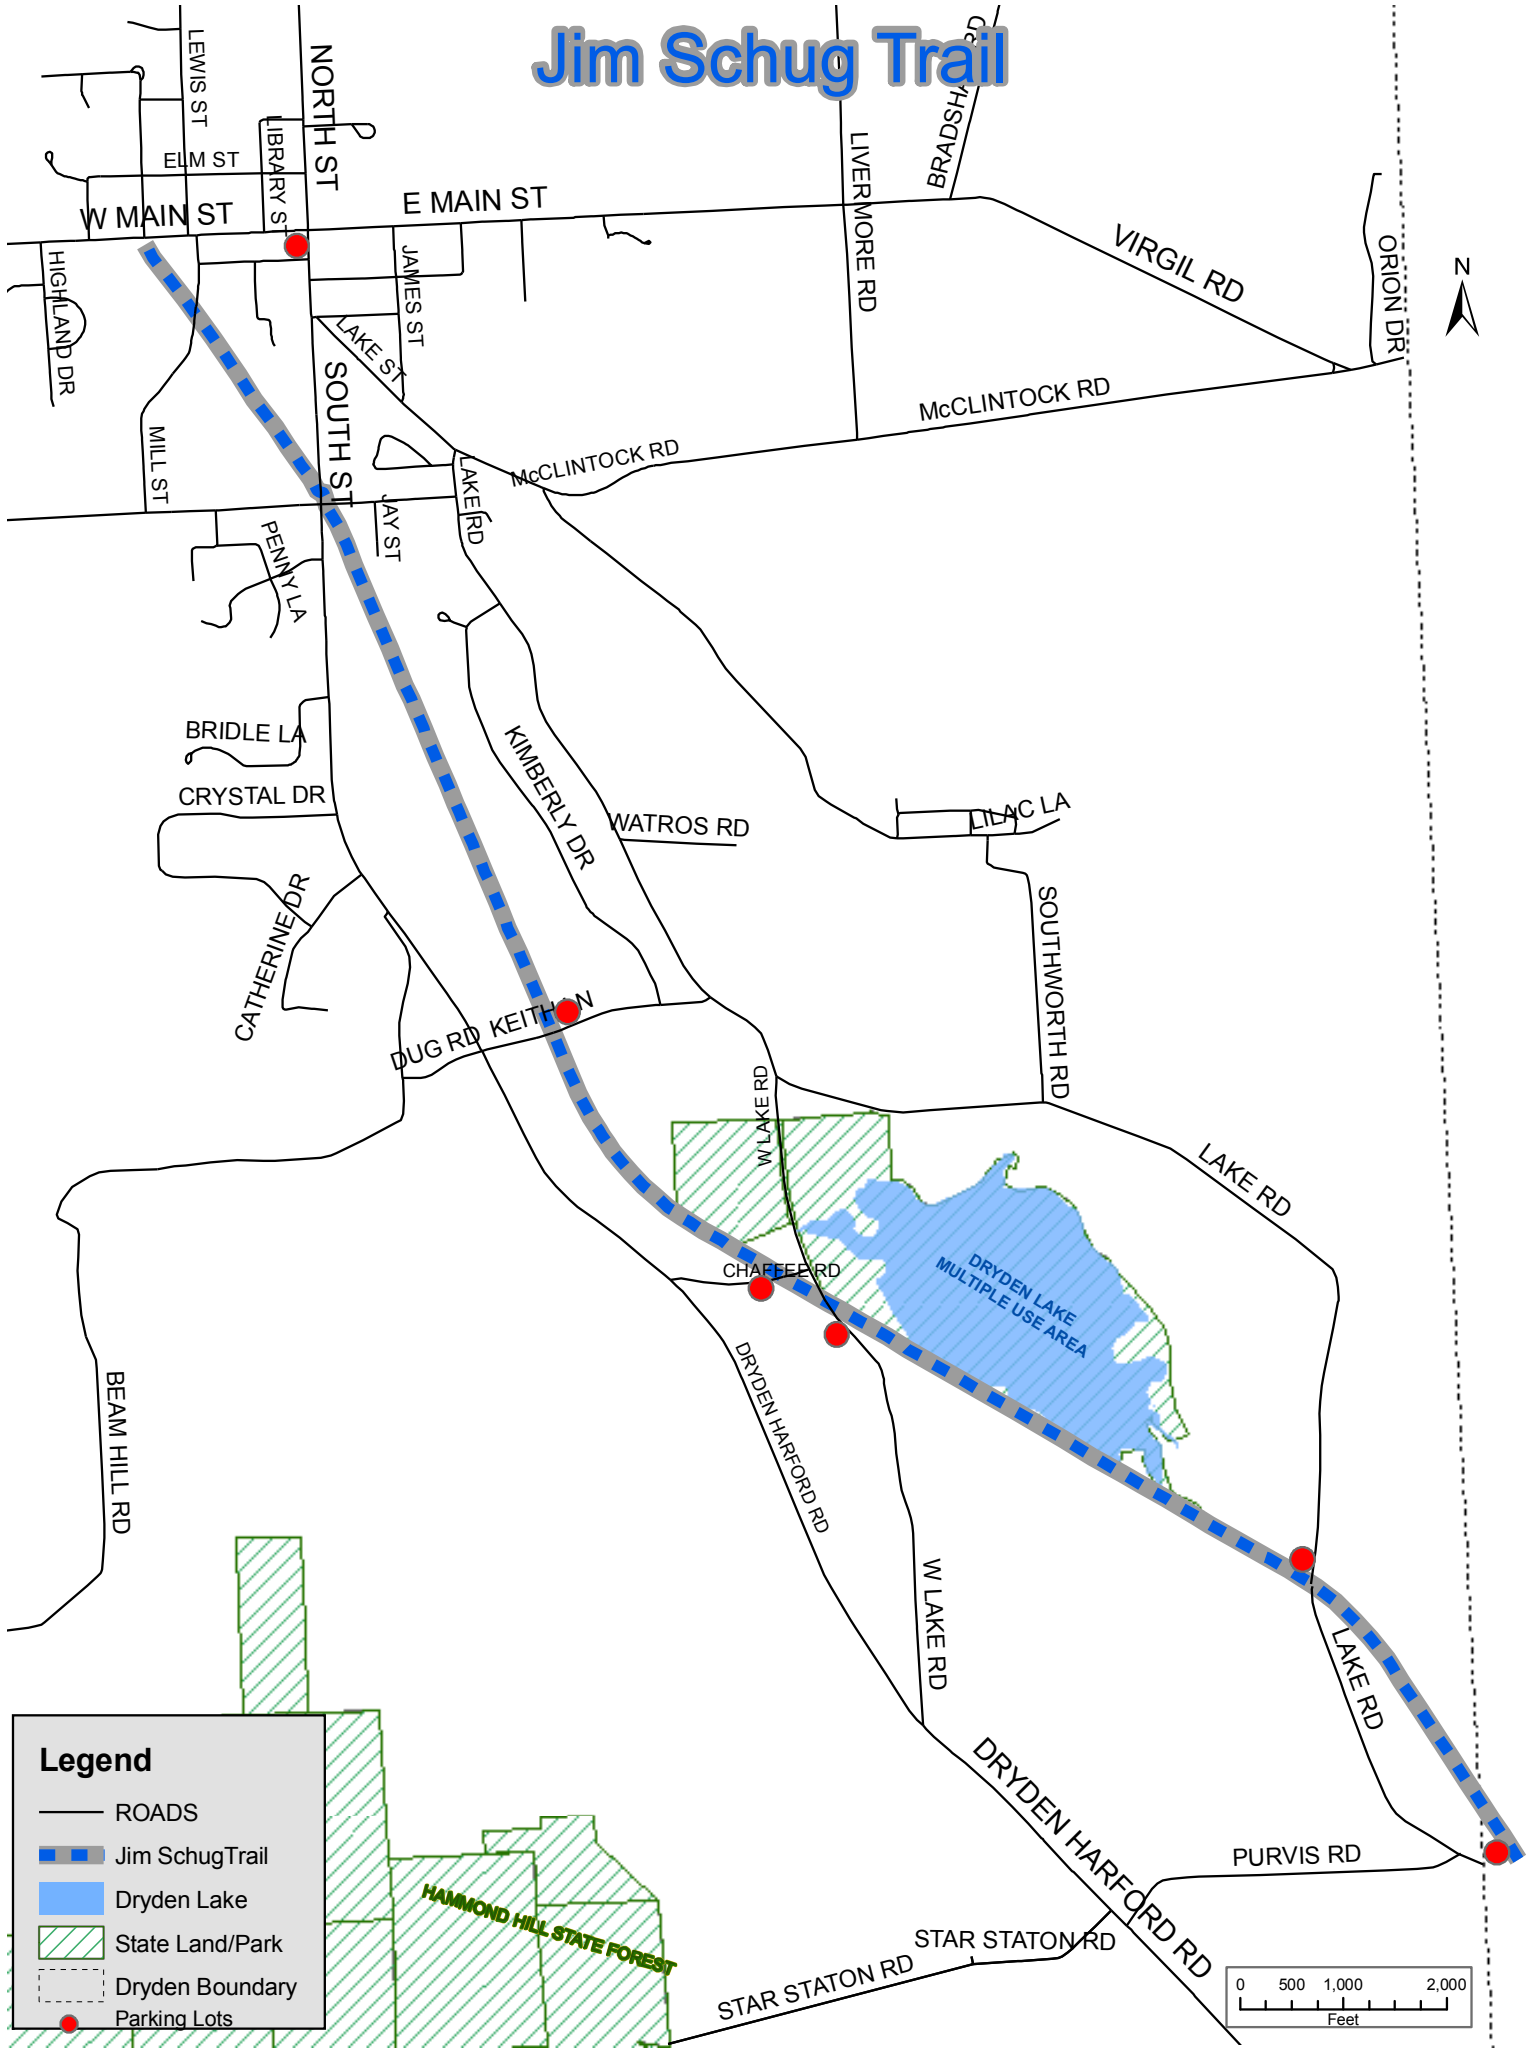 Jim Schug Trail
LEWIS ST
NORTH ST
LIBRARY ST
ELM ST
W MAIN ST
E MAIN ST
LIVERMORE RD
VIRGIL RD
ORION DR
N
HIGHLAND DR
JAMES ST
LAKE ST
SOUTH ST
McCLINTOCK RD
McCLINTOCK RD
MILL ST
LAKE RD
JAY ST
PENNY LA
BRIDLE LA
CRYSTAL DR
KIMBERLY DR
WATROS RD
LILAC LA
CATHERINE DR
SOUTHWORTH RD
DUG RD
W LAKE RD
LAKE RD
DRYDEN LAKE
MULTIPLE USE AREA
CHAFFEE RD
DRYDEN HARFORD RD
BEAM HILL RD
W LAKE RD
LAKE RD
DRYDEN HARFORD RD
PURVIS RD
HAMMOND HILL STATE FOREST
STAR STATON RD
STAR STATON RD
Legend
ROADS
Jim SchugTrail
Dryden Lake
State Land/Park
Dryden Boundary
Parking Lots
0 500 1,000 2,000
Feet